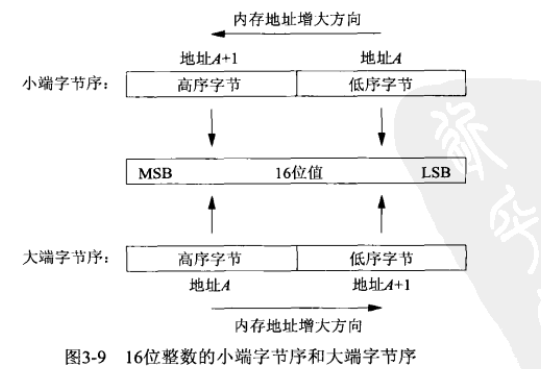 内存地址增大方向
地址A+1 地址A
小端字节序： 高序字节 低序字节
MSB 16位值 LSB
大端字节序： 高序字节 低序字节
地址A 地址A+1
内存地址增大方向
图3-9 16位整数的小端字节序和大端字节序